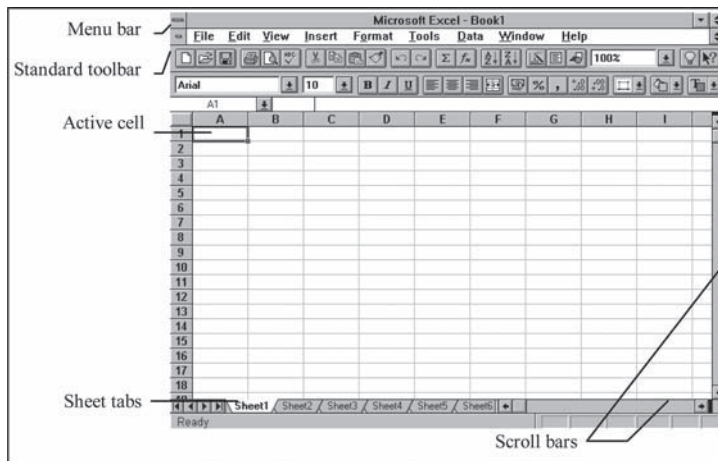 Microsoft Excel - Book1
Menu bar
File Edit View Insert Format Tools Data Window Help
Standard toolbar
100%
Arial 10 B I U % ,
A1
Active cell
A B C D E F G H I
1
2
3
4
5
6
7
8
9
10
11
12
13
14
15
16
17
18
Sheet tabs
Sheet1 Sheet2 Sheet3 Sheet4 Sheet5 Sheet6
Ready
Scroll bars